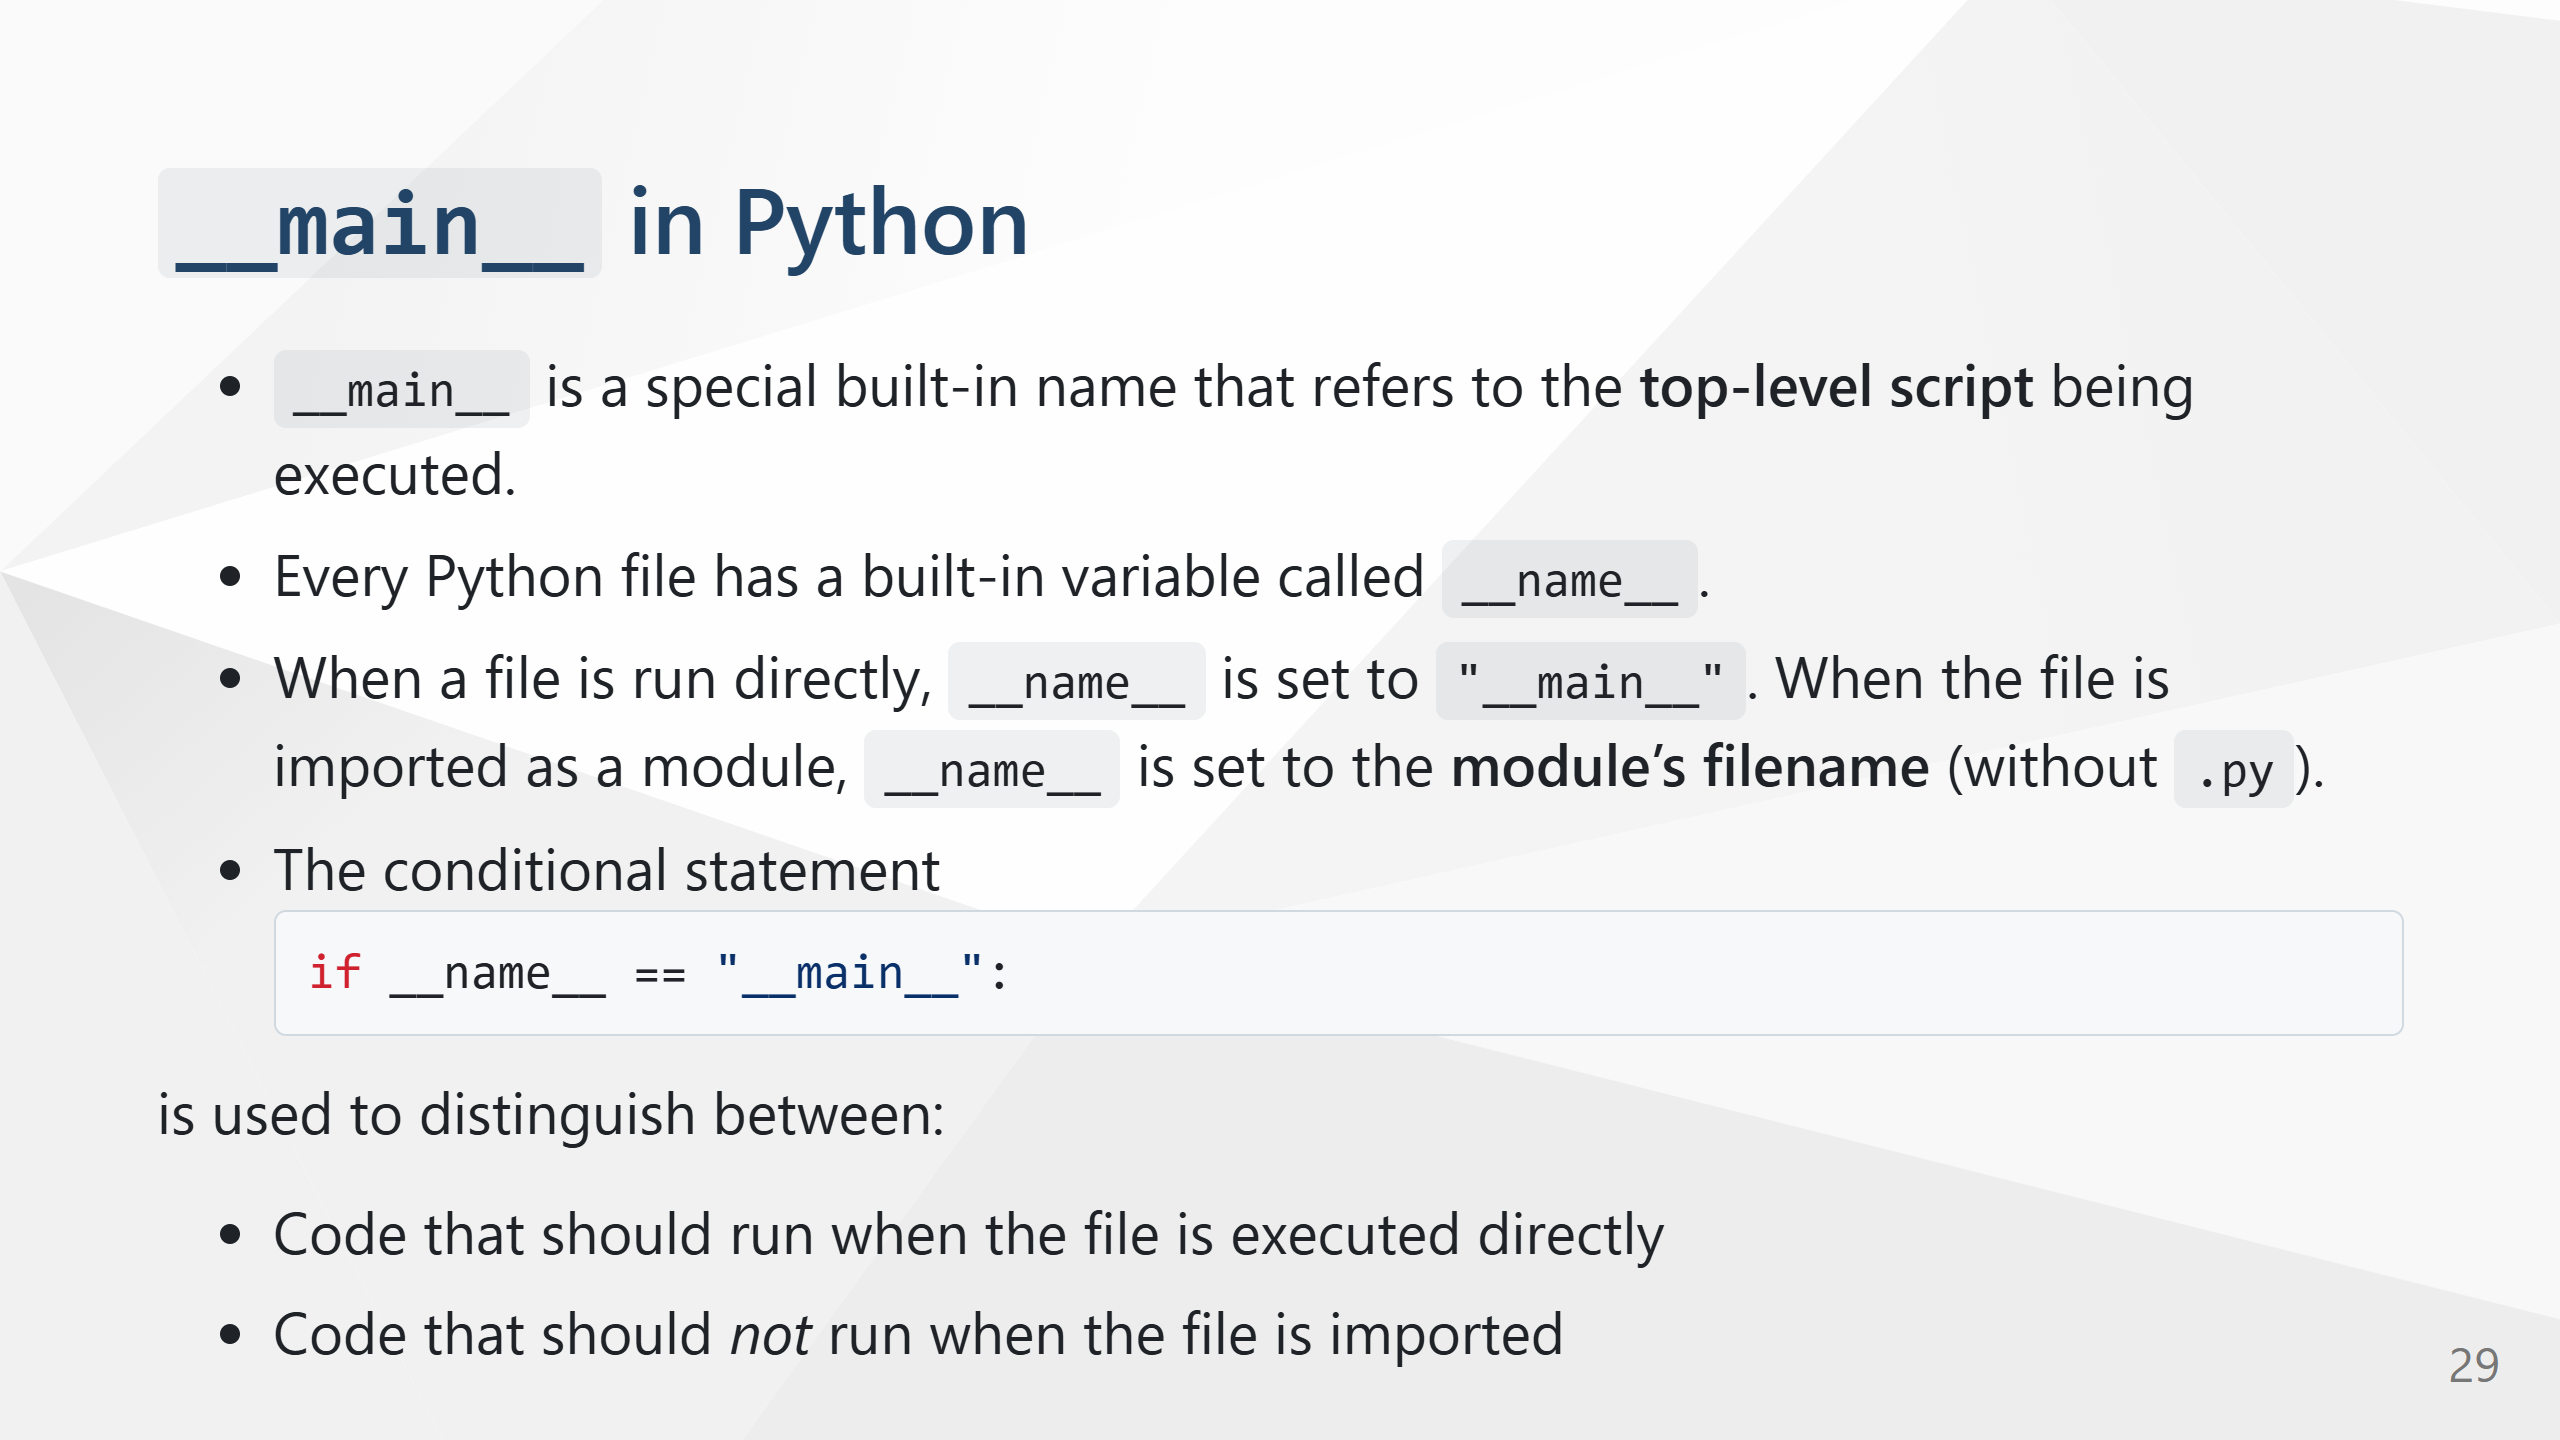 __main__ in Python
• __main__ is a special built-in name that refers to the top-level script being
executed.
• Every Python file has a built-in variable called __name__.
• When a file is run directly, __name__ is set to "__main__". When the file is
imported as a module, __name__ is set to the module’s filename (without .py).
• The conditional statement
if __name__ == "__main__":
is used to distinguish between:
• Code that should run when the file is executed directly
• Code that should not run when the file is imported
29